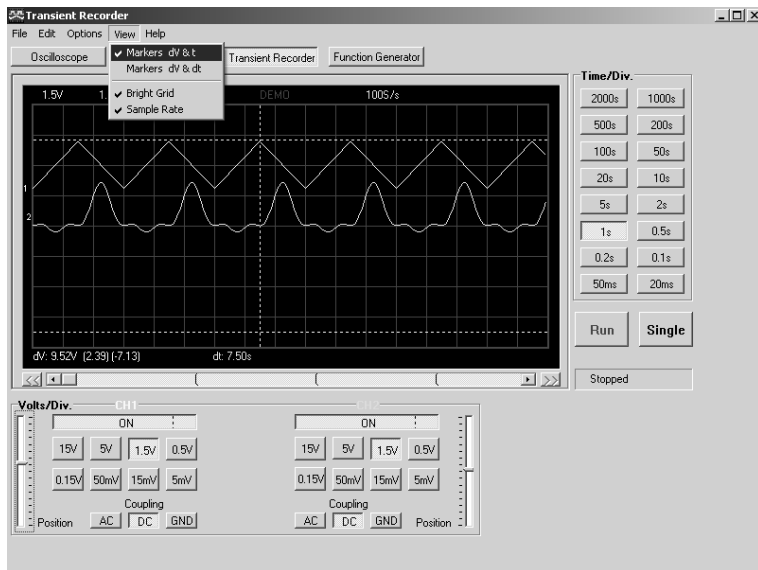 Transient Recorder
File Edit Options View Help
Oscilloscope Transient Recorder Function Generator
Markers dV & t
Markers dV & dt
Bright Grid
Sample Rate
1.5V 1. DEMO 100S/s
1
2
dV: 9.52V (2.39) (-7.13) dt: 7.50s
Time/Div.
2000s 1000s
500s 200s
100s 50s
20s 10s
5s 2s
1s 0.5s
0.2s 0.1s
50ms 20ms
Run Single
Stopped
Volts/Div. CH1 CH2
ON ON
15V 5V 1.5V 0.5V 15V 5V 1.5V 0.5V
0.15V 50mV 15mV 5mV 0.15V 50mV 15mV 5mV
Coupling Coupling
Position AC DC GND AC DC GND Position